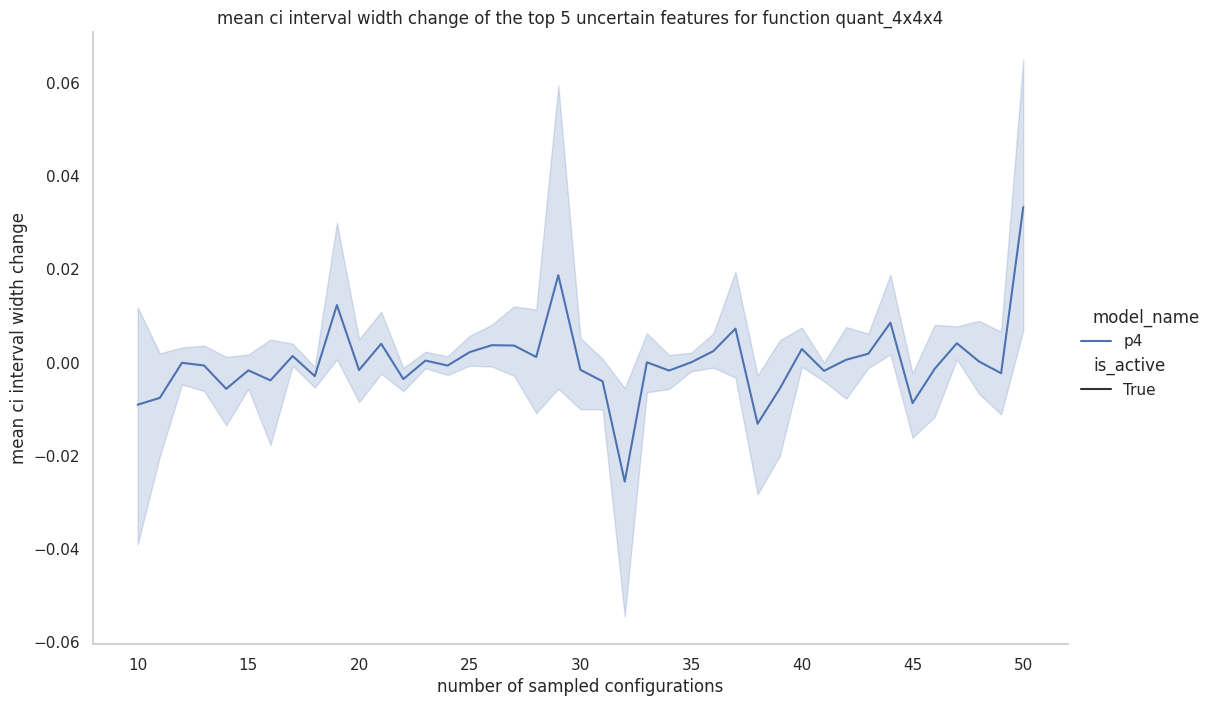 mean ci interval width change of the top 5 uncertain features for function quant_4x4x4
mean ci interval width change
0.06
0.04
0.02
0.00
−0.02
−0.04
−0.06
10 15 20 25 30 35 40 45 50
number of sampled configurations
model_name
p4
is_active
True